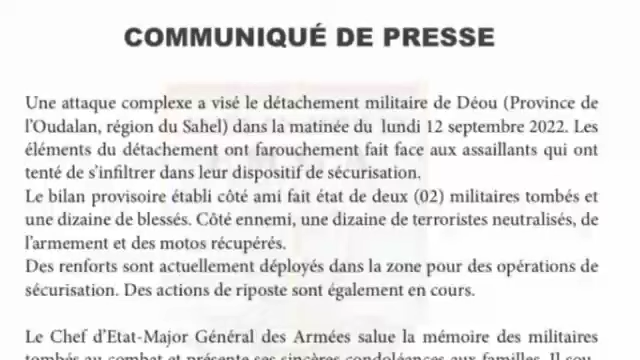 COMMUNIQUÉ DE PRESSE
Une attaque complexe a visé le détachement militaire de Déou (Province de
l'Oudalan, région du Sahel) dans la matinée du lundi 12 septembre 2022. Les
éléments du détachement ont farouchement fait face aux assaillants qui ont
tenté de s'infiltrer dans leur dispositif de sécurisation.
Le bilan provisoire établi côté ami fait état de deux (02) militaires tombés et
une dizaine de blessés. Côté ennemi, une dizaine de terroristes neutralisés, de
l'armement et des motos récupérés.
Des renforts sont actuellement déployés dans la zone pour des opérations de
sécurisation. Des actions de riposte sont également en cours.
Le Chef d'Etat-Major Général des Armées salue la mémoire des militaires
tombés au combat et présente ses sincères condoléances aux familles. Il sou-